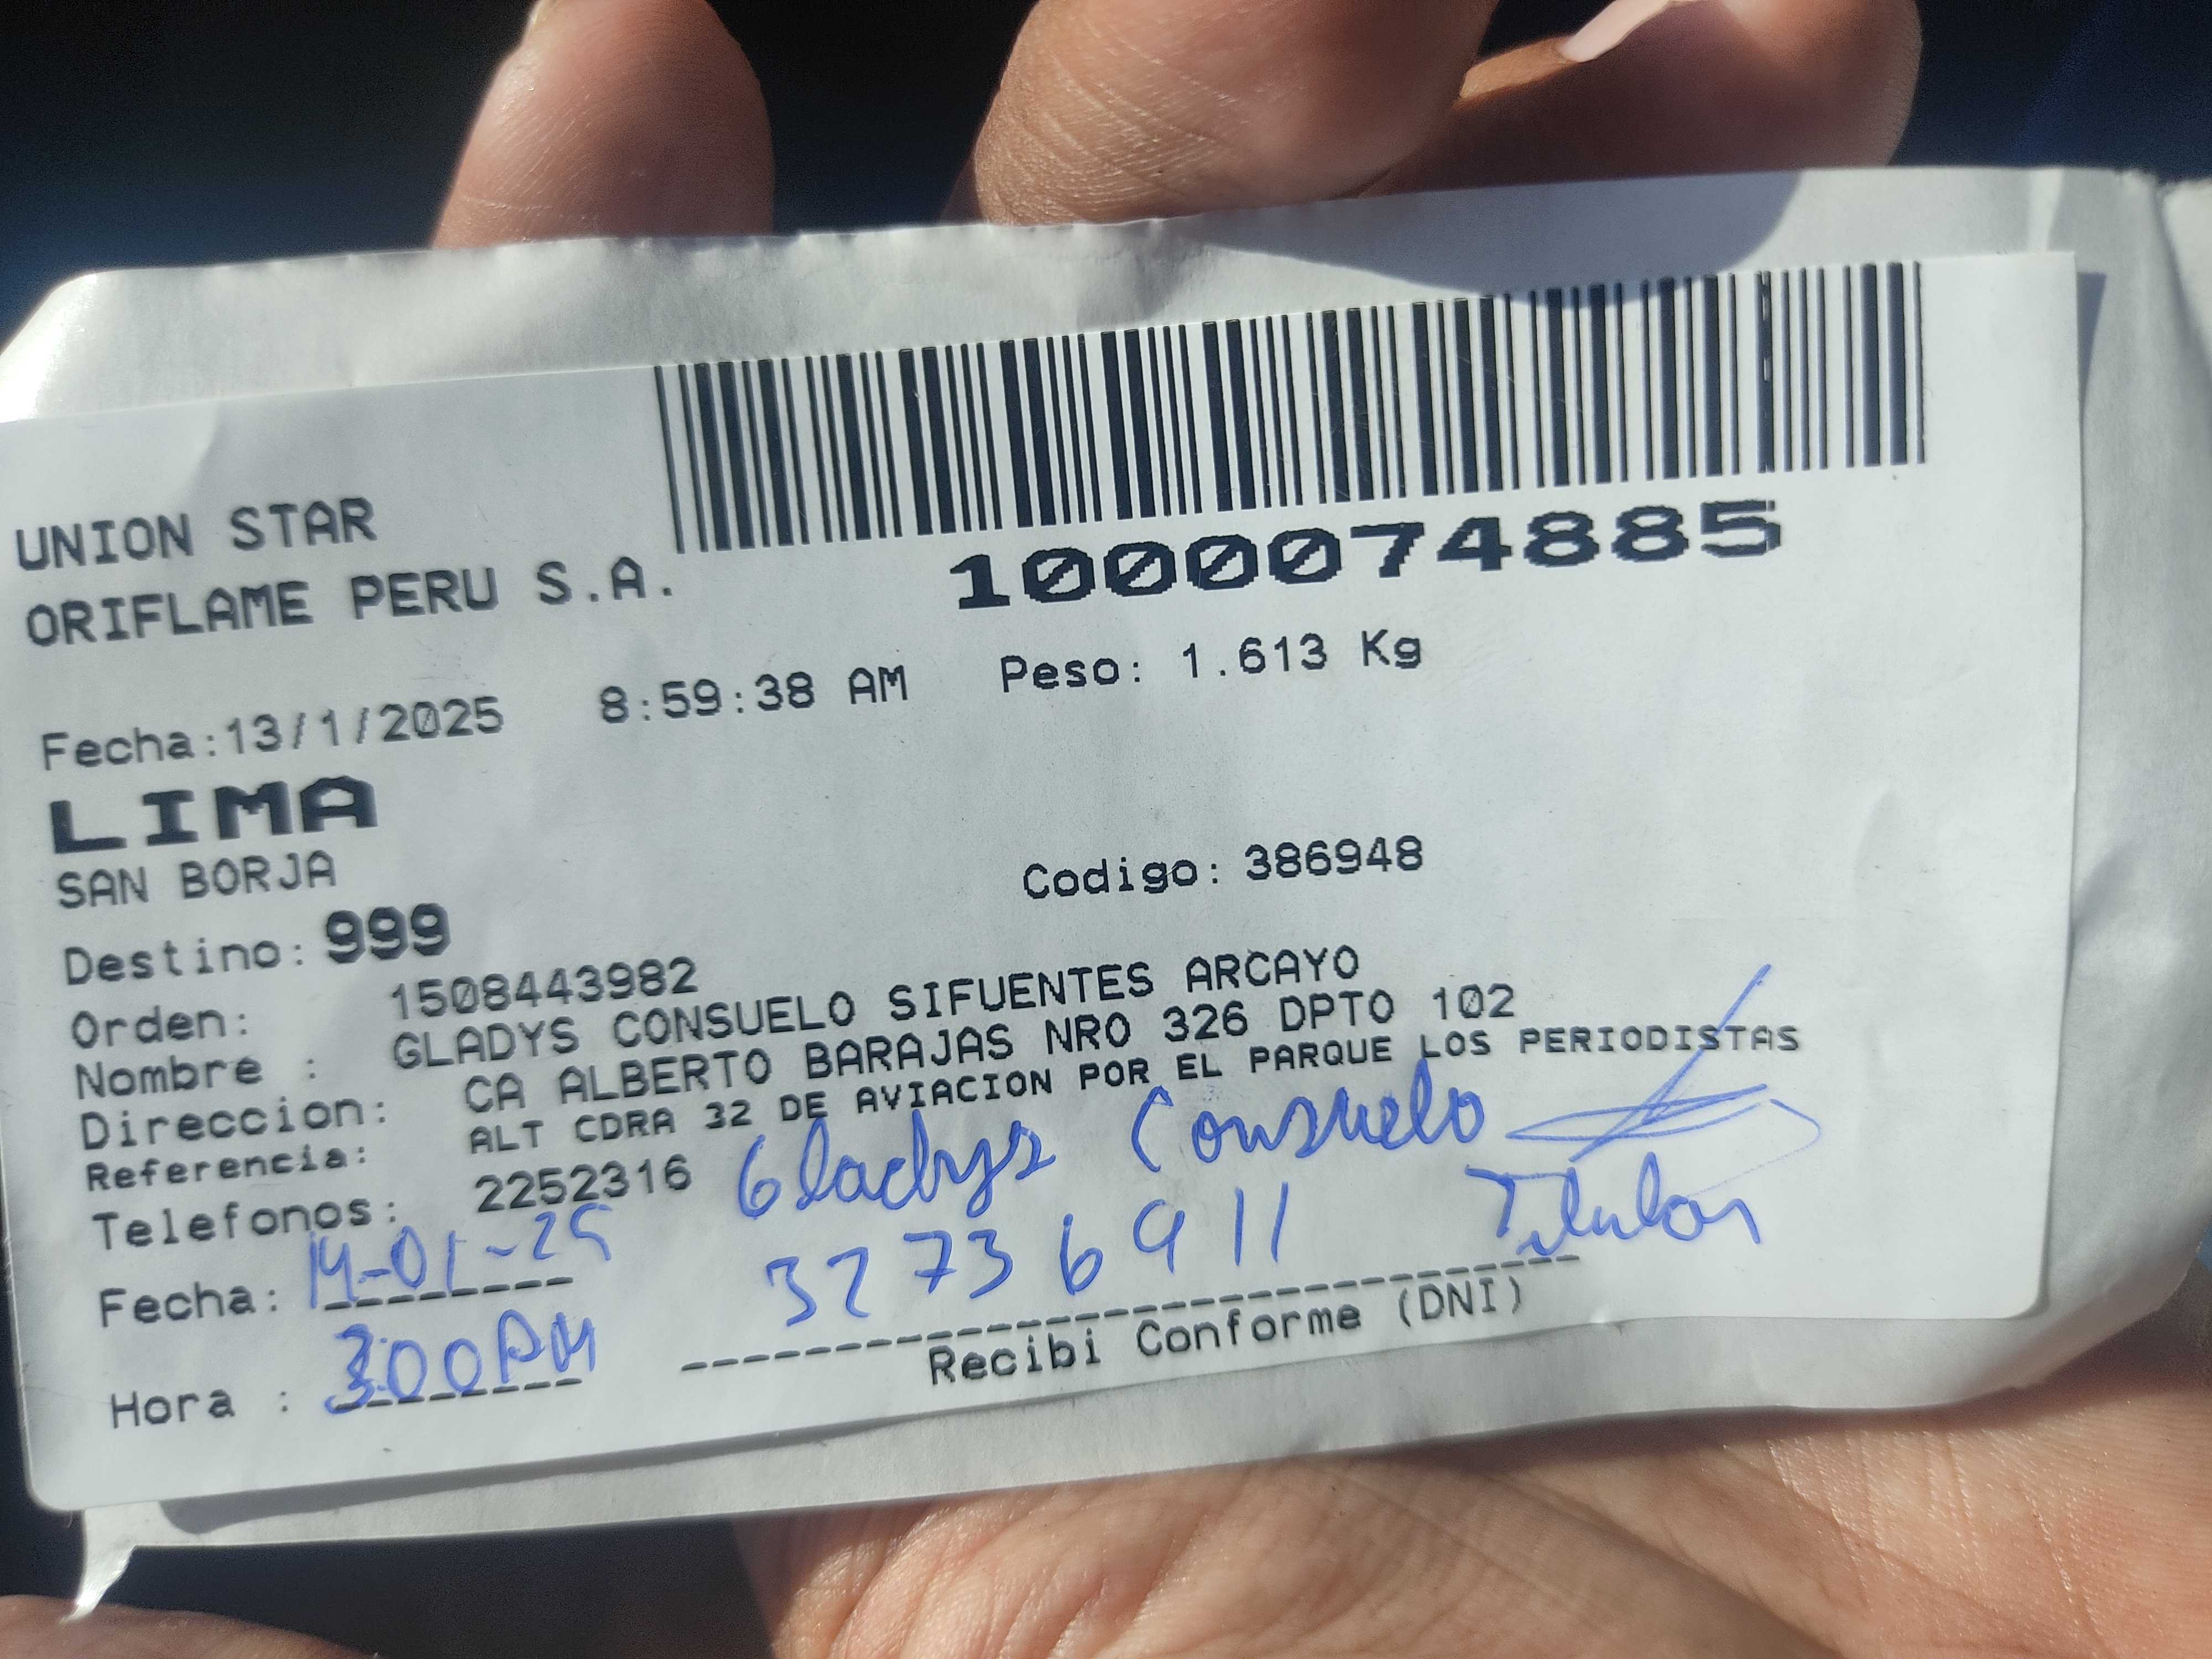 UNION STAR
ORIFLAME PERU S.A.
1000074885
Fecha:13/1/2025 8:59:38 AM Peso: 1.613 Kg
LIMA
SAN BORJA
Codigo: 386948
Destino: 999
Orden: 1508443982
Nombre : GLADYS CONSUELO SIFUENTES ARCAYO
Direccion: CA ALBERTO BARAJAS NRO 326 DPTO 102
Referencia: ALT CDRA 32 DE AVIACION POR EL PARQUE LOS PERIODISTAS
Telefonos: 2252316
Gladys Consuelo
Fecha: 14-01-25
32736911 Titular
Hora : 3:00 PM
Recibi Conforme (DNI)